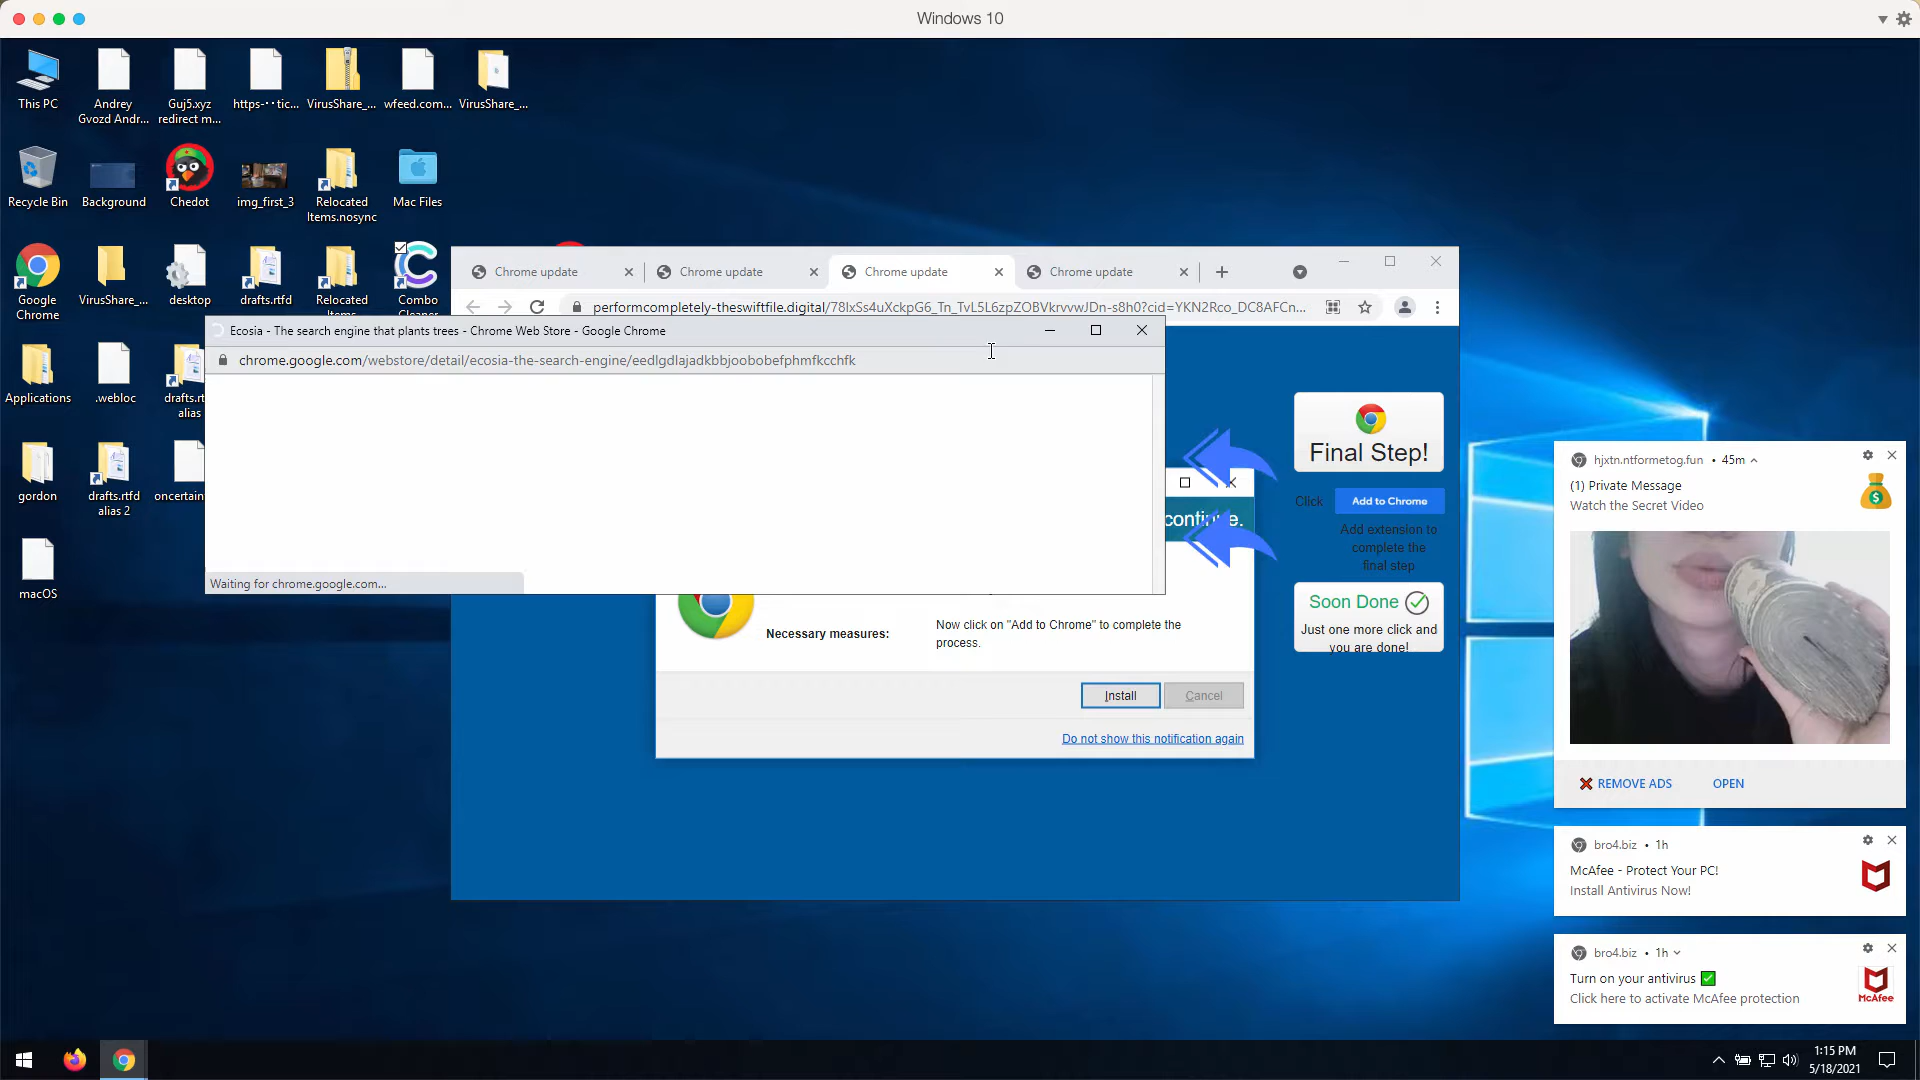 Windows 10
This PC
Andrey
Gvozd Andr...
Guj5.xyz
redirect m...
https-··tic...
VirusShare_...
wfeed.com...
VirusShare_...
Recycle Bin
Background
Chedot
img_first_3
Relocated
Items.nosync
Mac Files
Google
Chrome
VirusShare_...
desktop
drafts.rtfd
Relocated
Items
Combo
Cleaner
Applications
.webloc
drafts.rt
alias
gordon
drafts.rtfd
alias 2
oncertain
macOS
Chrome update
Chrome update
Chrome update
Chrome update
performcompletely-theswiftfile.digital/78IxSs4uXckpG6_Tn_TvL5L6zpZOBVkrvvwJDn-s8h0?cid=YKN2Rco_DC8AFCn...
Ecosia - The search engine that plants trees - Chrome Web Store - Google Chrome
chrome.google.com/webstore/detail/ecosia-the-search-engine/eedlgdlajadkbbjoobobefphmfkcchfk
Waiting for chrome.google.com...
continue.
Necessary measures:
Now click on "Add to Chrome" to complete the
process.
Install
Cancel
Do not show this notification again
Final Step!
Click
Add to Chrome
Add extension to
complete the
final step
Soon Done
Just one more click and
you are done!
hjxtn.ntformetog.fun • 45m
(1) Private Message
Watch the Secret Video
REMOVE ADS
OPEN
bro4.biz • 1h
McAfee - Protect Your PC!
Install Antivirus Now!
bro4.biz • 1h
Turn on your antivirus
Click here to activate McAfee protection
McAfee
1:15 PM
5/18/2021